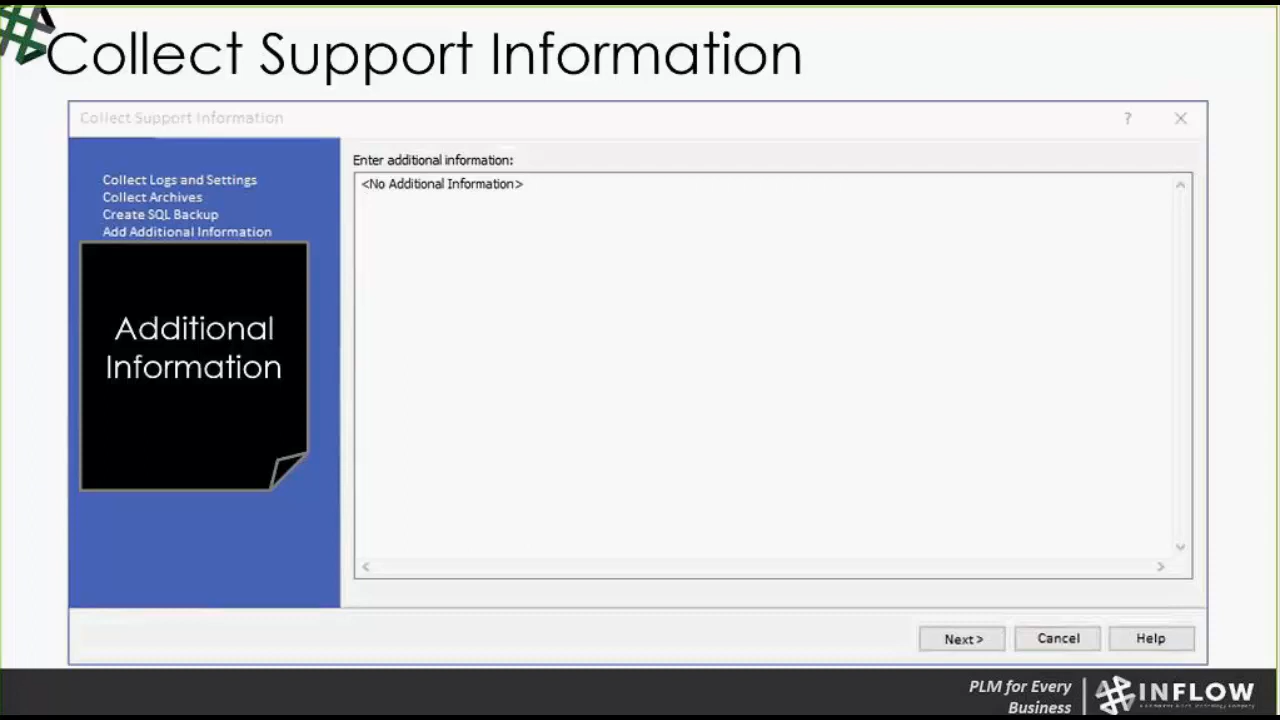 Collect Support Information
Collect Support Information
?
Collect Logs and Settings
Collect Archives
Create SQL Backup
Add Additional Information
Additional
Information
Enter additional information:
<No Additional Information>
Next >
Cancel
Help
PLM for Every
Business
INFLOW